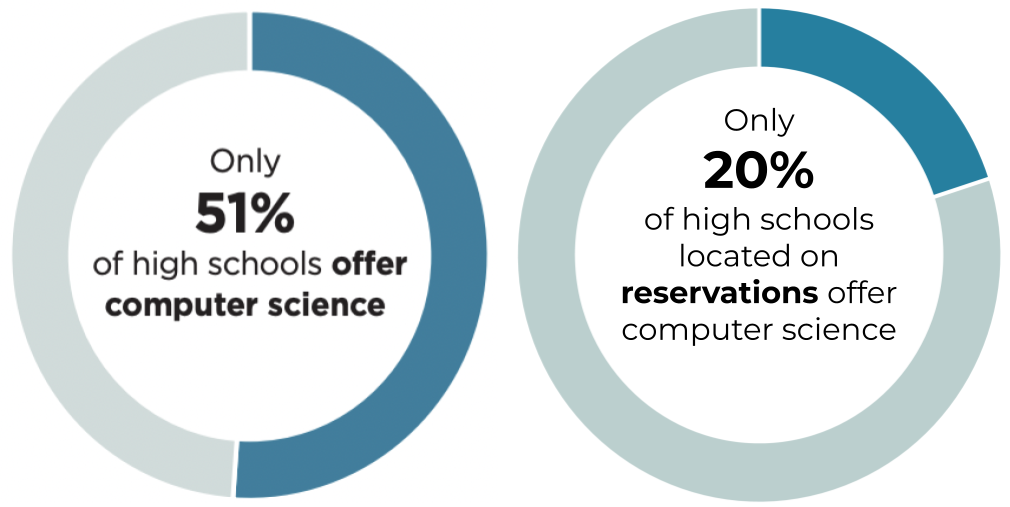 Only
51%
of high schools offer
computer science
Only
20%
of high schools
located on
reservations offer
computer science